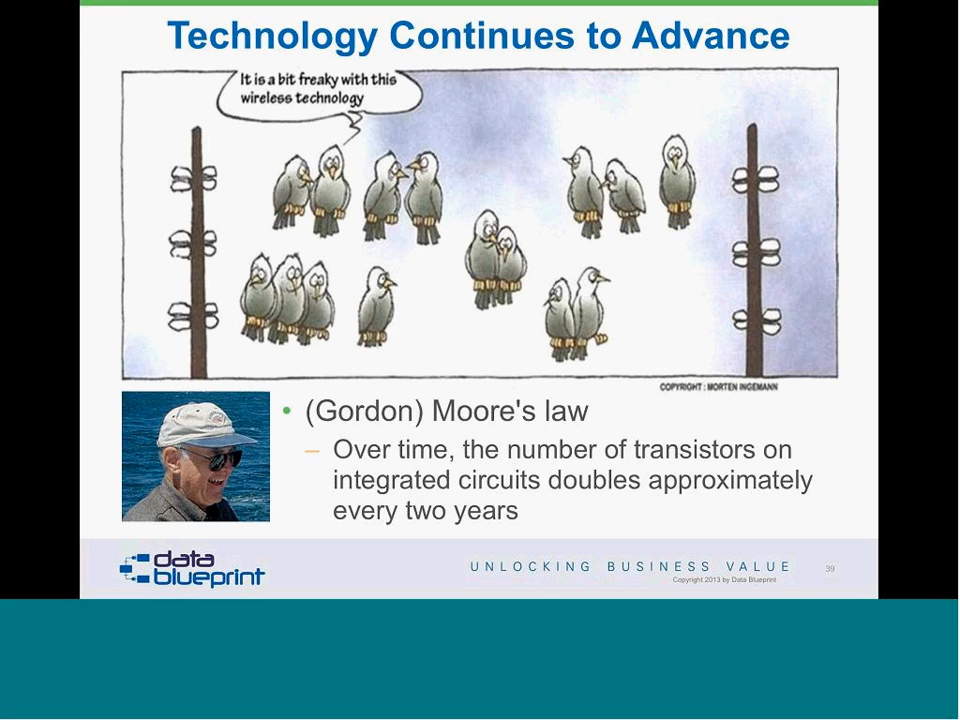 Technology Continues to Advance
It is a bit freaky with this
wireless technology
COPYRIGHT : MORTEN INGEMANN
• (Gordon) Moore's law
– Over time, the number of transistors on
integrated circuits doubles approximately
every two years
data
blueprint
UNLOCKING BUSINESS VALUE
Copyright 2013 by Data Blueprint
39